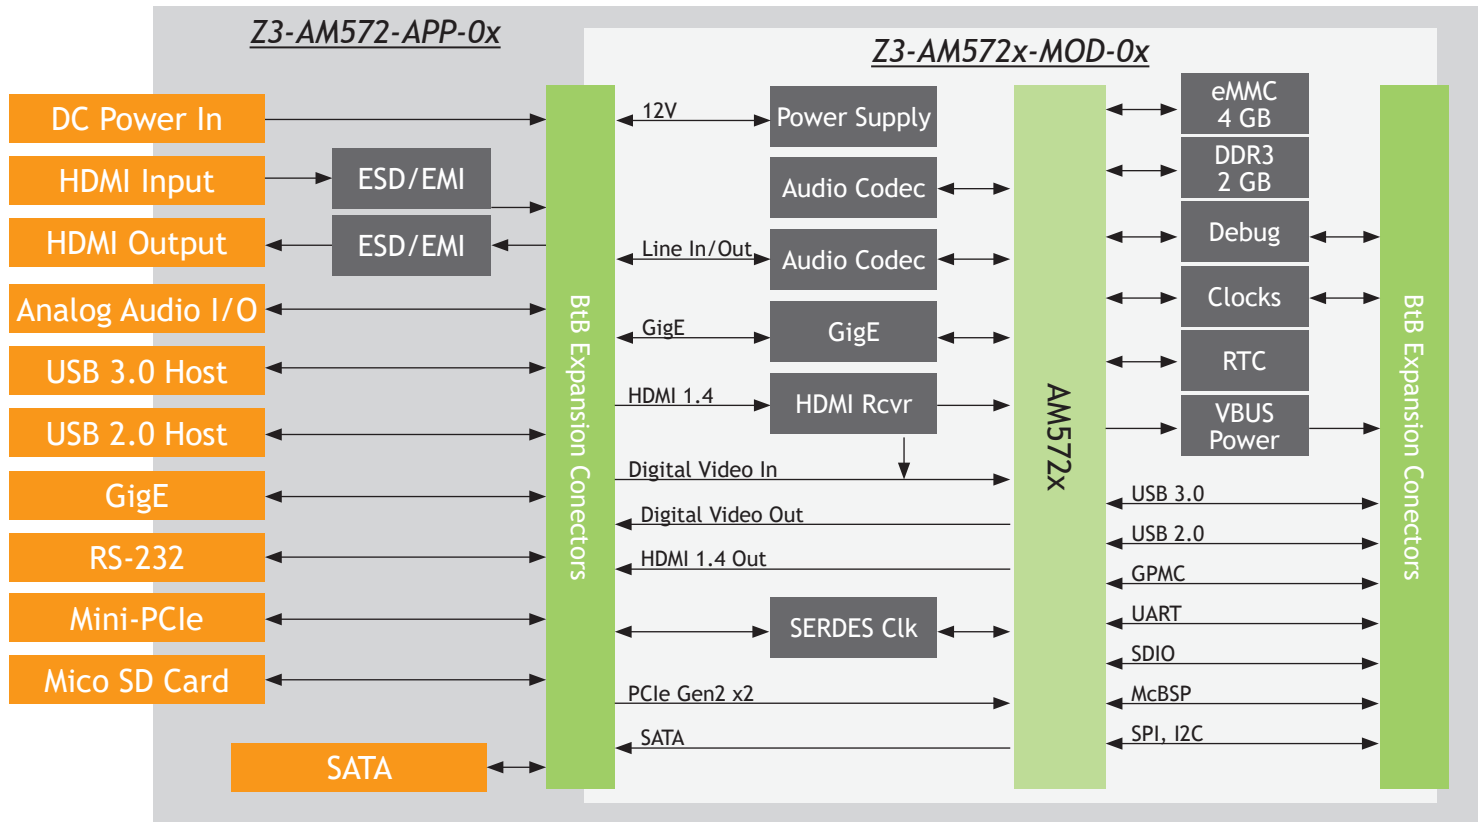 Z3-AM572-APP-0x
Z3-AM572x-MOD-0x
DC Power In
HDMI Input
HDMI Output
Analog Audio I/O
USB 3.0 Host
USB 2.0 Host
GigE
RS-232
Mini-PCIe
Mico SD Card
SATA
ESD/EMI
ESD/EMI
BtB Expansion Conectors
12V
Line In/Out
GigE
HDMI 1.4
Digital Video In
Digital Video Out
HDMI 1.4 Out
PCIe Gen2 x2
SATA
Power Supply
Audio Codec
Audio Codec
GigE
HDMI Rcvr
SERDES Clk
AM572x
eMMC
4 GB
DDR3
2 GB
Debug
Clocks
RTC
VBUS
Power
USB 3.0
USB 2.0
GPMC
UART
SDIO
McBSP
SPI, I2C
BtB Expansion Conectors